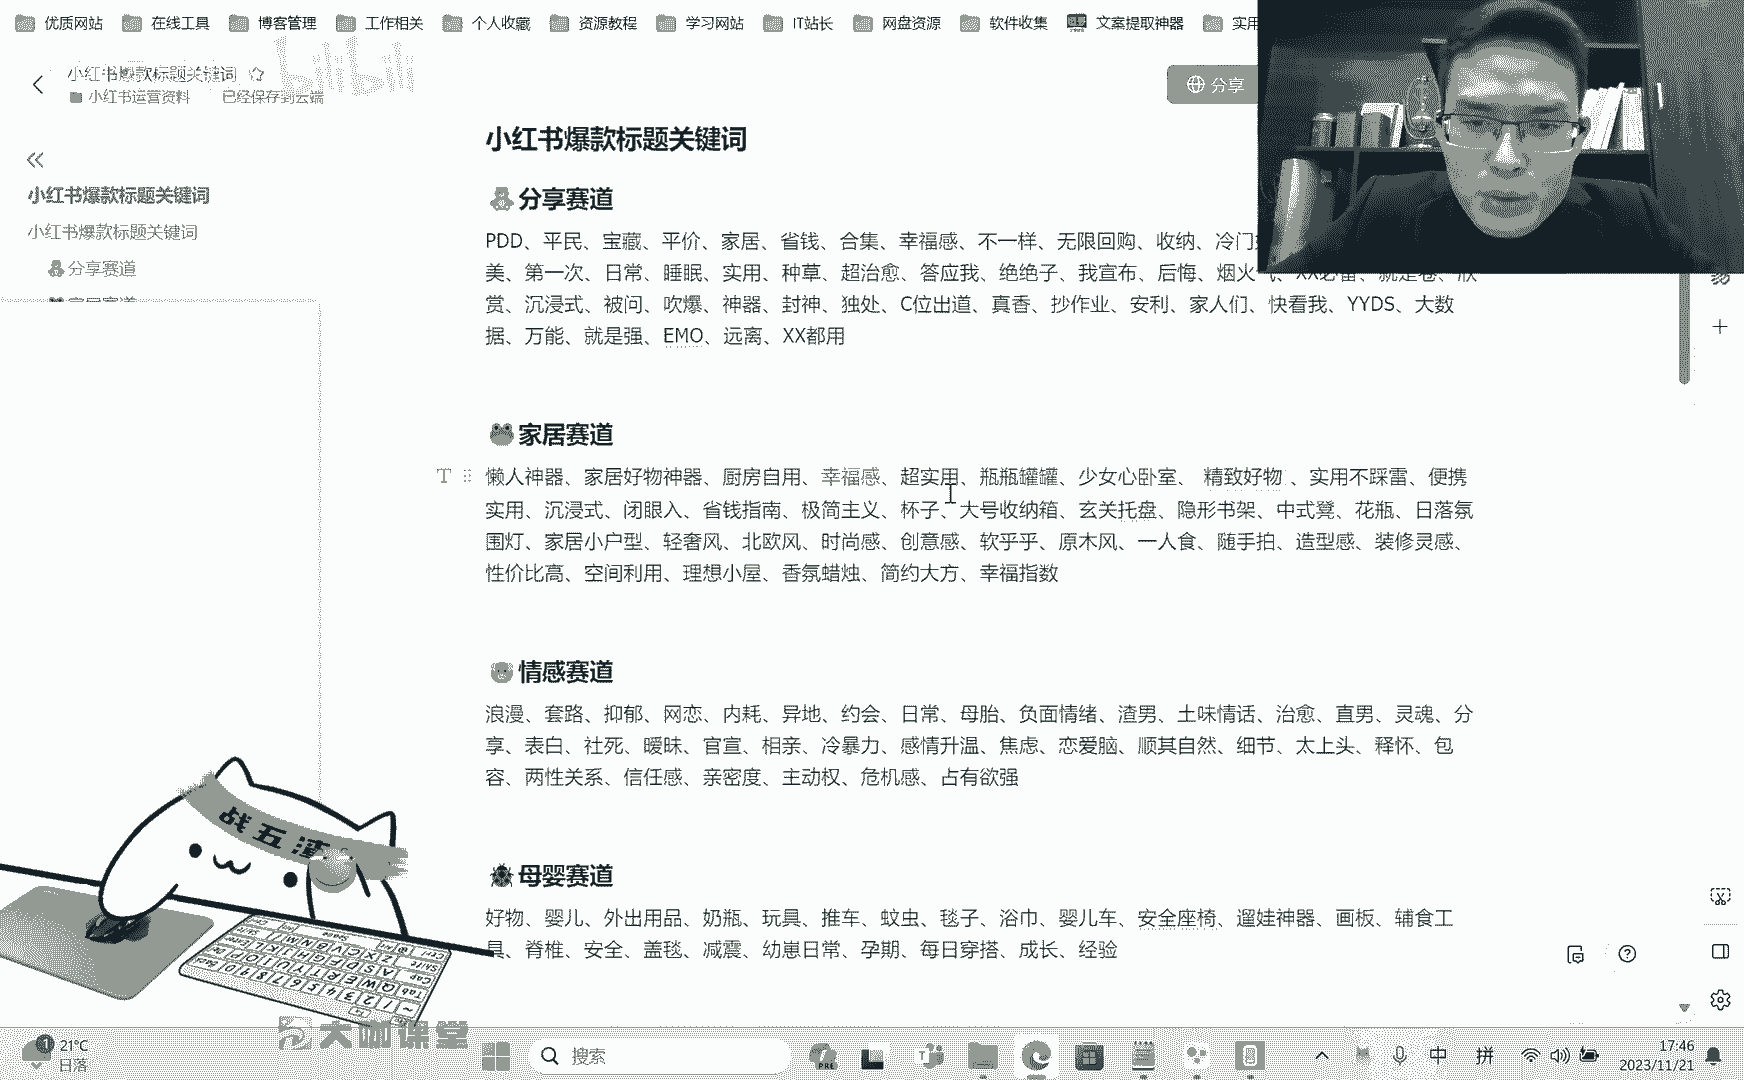 优质网站 在线工具 博客管理 工作相关 个人收藏 资源教程 学习网站 IT站长 网盘资源 软件收集 文案提取神器 实用
bilibili
小红书爆款标题关键词
小红书运营资料 已经保存到云端
分享
小红书爆款标题关键词
小红书爆款标题关键词
分享赛道
家居赛道
小红书爆款标题关键词
分享赛道
PDD、平民、宝藏、平价、家居、省钱、合集、幸福感、不一样、无限回购、收纳、冷门
美、第一次、日常、睡眠、实用、种草、超治愈、答应我、绝绝子、我宣布、后悔、烟火气、XX必备、就是卷、欣
赏、沉浸式、被问、吹爆、神器、封神、独处、C位出道、真香、抄作业、安利、家人们、快看我、YYDS、大数
据、万能、就是强、EMO、远离、XX都用
家居赛道
懒人神器、家居好物神器、厨房自用、幸福感、超实用、瓶瓶罐罐、少女心卧室、 精致好物 、实用不踩雷、便携
实用、沉浸式、闭眼入、省钱指南、极简主义、杯子、大号收纳箱、玄关托盘、隐形书架、中式凳、花瓶、日落氛
围灯、家居小户型、轻奢风、北欧风、时尚感、创意感、软乎乎、原木风、一人食、随手拍、造型感、装修灵感、
性价比高、空间利用、理想小屋、香氛蜡烛、简约大方、幸福指数
情感赛道
浪漫、套路、抑郁、网恋、内耗、异地、约会、日常、母胎、负面情绪、渣男、土味情话、治愈、直男、灵魂、分
享、表白、社死、暧昧、官宣、相亲、冷暴力、感情升温、焦虑、恋爱脑、顺其自然、细节、太上头、释怀、包
容、两性关系、信任感、亲密度、主动权、危机感、占有欲强
母婴赛道
好物、婴儿、外出用品、奶瓶、玩具、推车、蚊虫、毯子、浴巾、婴儿车、安全座椅、遛娃神器、画板、辅食工
具、脊椎、安全、盖毯、减震、幼崽日常、孕期、每日穿搭、成长、经验
战五渣
大咖课堂
21°C
日落
搜索
中 拼
17:46
2023/11/21